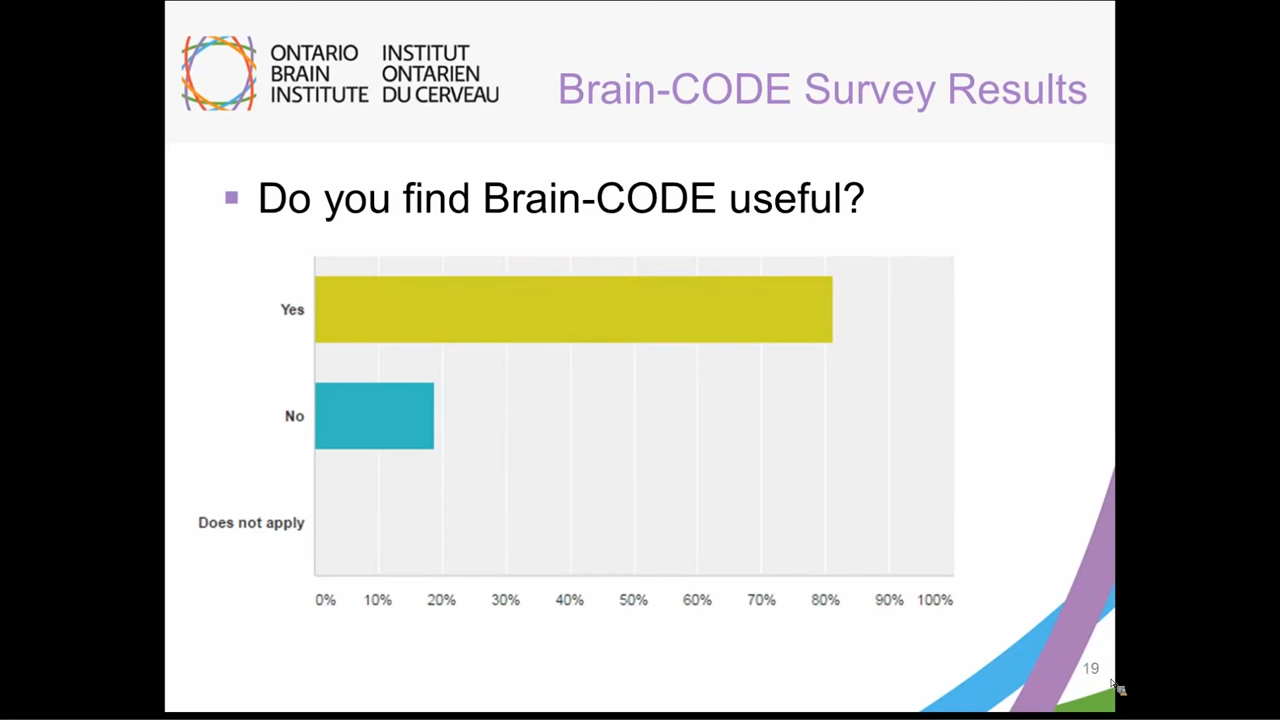 ONTARIO
BRAIN
INSTITUTE
INSTITUT
ONTARIEN
DU CERVEAU
Brain-CODE Survey Results
Do you find Brain-CODE useful?
Yes
No
Does not apply
0% 10% 20% 30% 40% 50% 60% 70% 80% 90% 100%
19